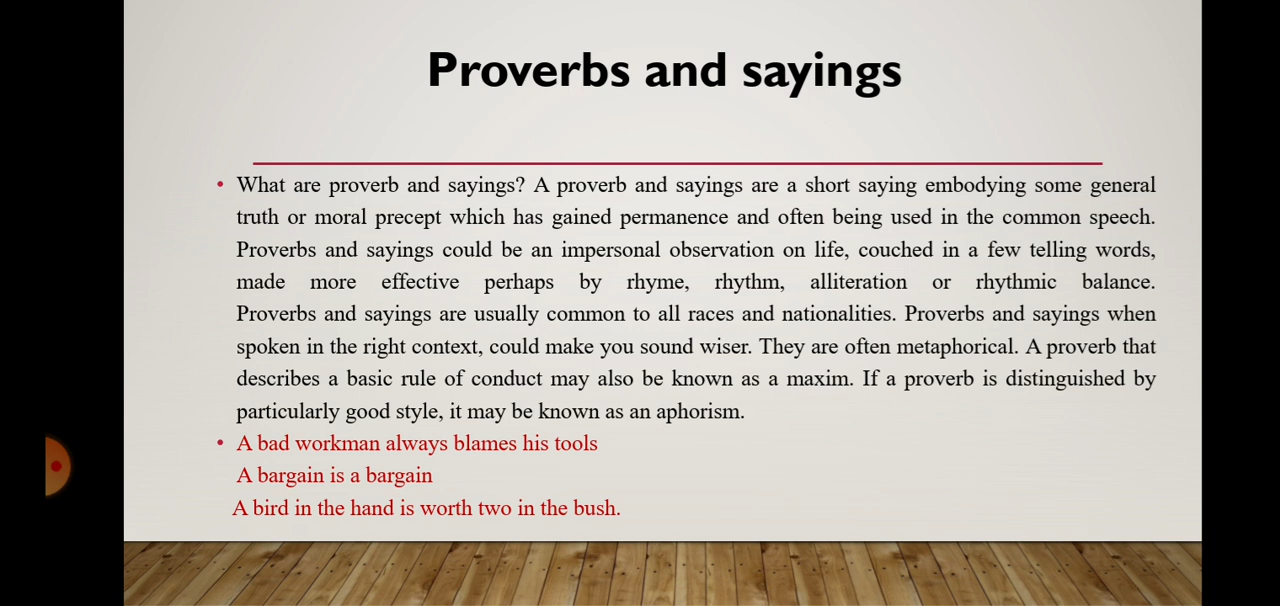 Proverbs and sayings
• What are proverb and sayings? A proverb and sayings are a short saying embodying some general
truth or moral precept which has gained permanence and often being used in the common speech.
Proverbs and sayings could be an impersonal observation on life, couched in a few telling words,
made more effective perhaps by rhyme, rhythm, alliteration or rhythmic balance.
Proverbs and sayings are usually common to all races and nationalities. Proverbs and sayings when
spoken in the right context, could make you sound wiser. They are often metaphorical. A proverb that
describes a basic rule of conduct may also be known as a maxim. If a proverb is distinguished by
particularly good style, it may be known as an aphorism.
• A bad workman always blames his tools
A bargain is a bargain
A bird in the hand is worth two in the bush.